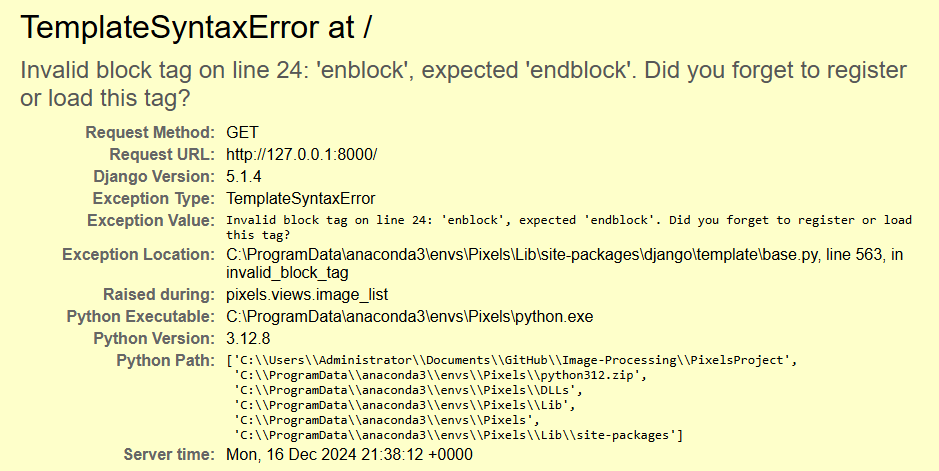 TemplateSyntaxError at /
Invalid block tag on line 24: 'enblock', expected 'endblock'. Did you forget to register
or load this tag?
Request Method: GET
Request URL: http://127.0.0.1:8000/
Django Version: 5.1.4
Exception Type: TemplateSyntaxError
Exception Value: Invalid block tag on line 24: 'enblock', expected 'endblock'. Did you forget to register or load
this tag?
Exception Location: C:\ProgramData\anaconda3\envs\Pixels\Lib\site-packages\django\template\base.py, line 563, in
invalid_block_tag
Raised during: pixels.views.image_list
Python Executable: C:\ProgramData\anaconda3\envs\Pixels\python.exe
Python Version: 3.12.8
Python Path: ['C:\\Users\\Administrator\\Documents\\GitHub\\Image-Processing\\PixelsProject',
'C:\\ProgramData\\anaconda3\\envs\\Pixels\\python312.zip',
'C:\\ProgramData\\anaconda3\\envs\\Pixels\\DLLs',
'C:\\ProgramData\\anaconda3\\envs\\Pixels\\Lib',
'C:\\ProgramData\\anaconda3\\envs\\Pixels',
'C:\\ProgramData\\anaconda3\\envs\\Pixels\\Lib\\site-packages']
Server time: Mon, 16 Dec 2024 21:38:12 +0000